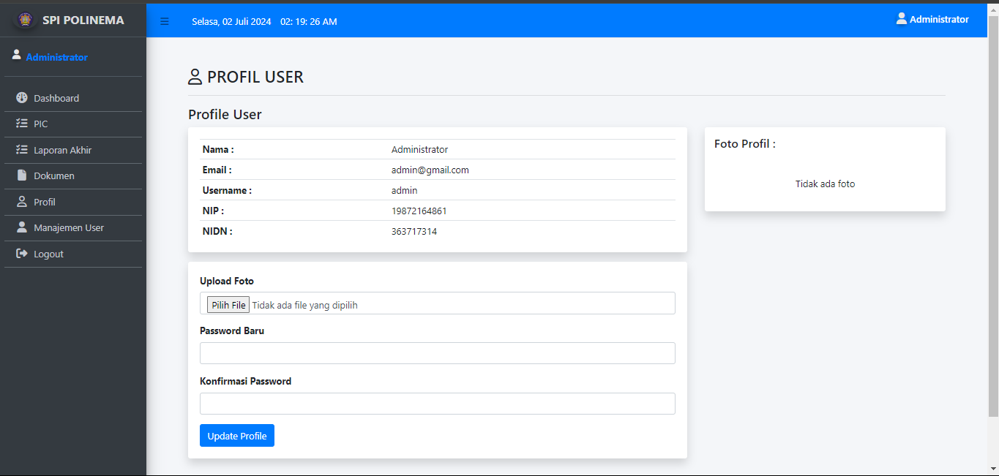 SPI POLINEMA
Selasa, 02 Juli 2024 02: 19: 26 AM
Administrator
Administrator
Dashboard
PIC
Laporan Akhir
Dokumen
Profil
Manajemen User
Logout
PROFIL USER
Profile User
Nama : Administrator
Email : admin@gmail.com
Username : admin
NIP : 19872164861
NIDN : 363717314
Foto Profil :
Tidak ada foto
Upload Foto
Pilih File Tidak ada file yang dipilih
Password Baru
Konfirmasi Password
Update Profile